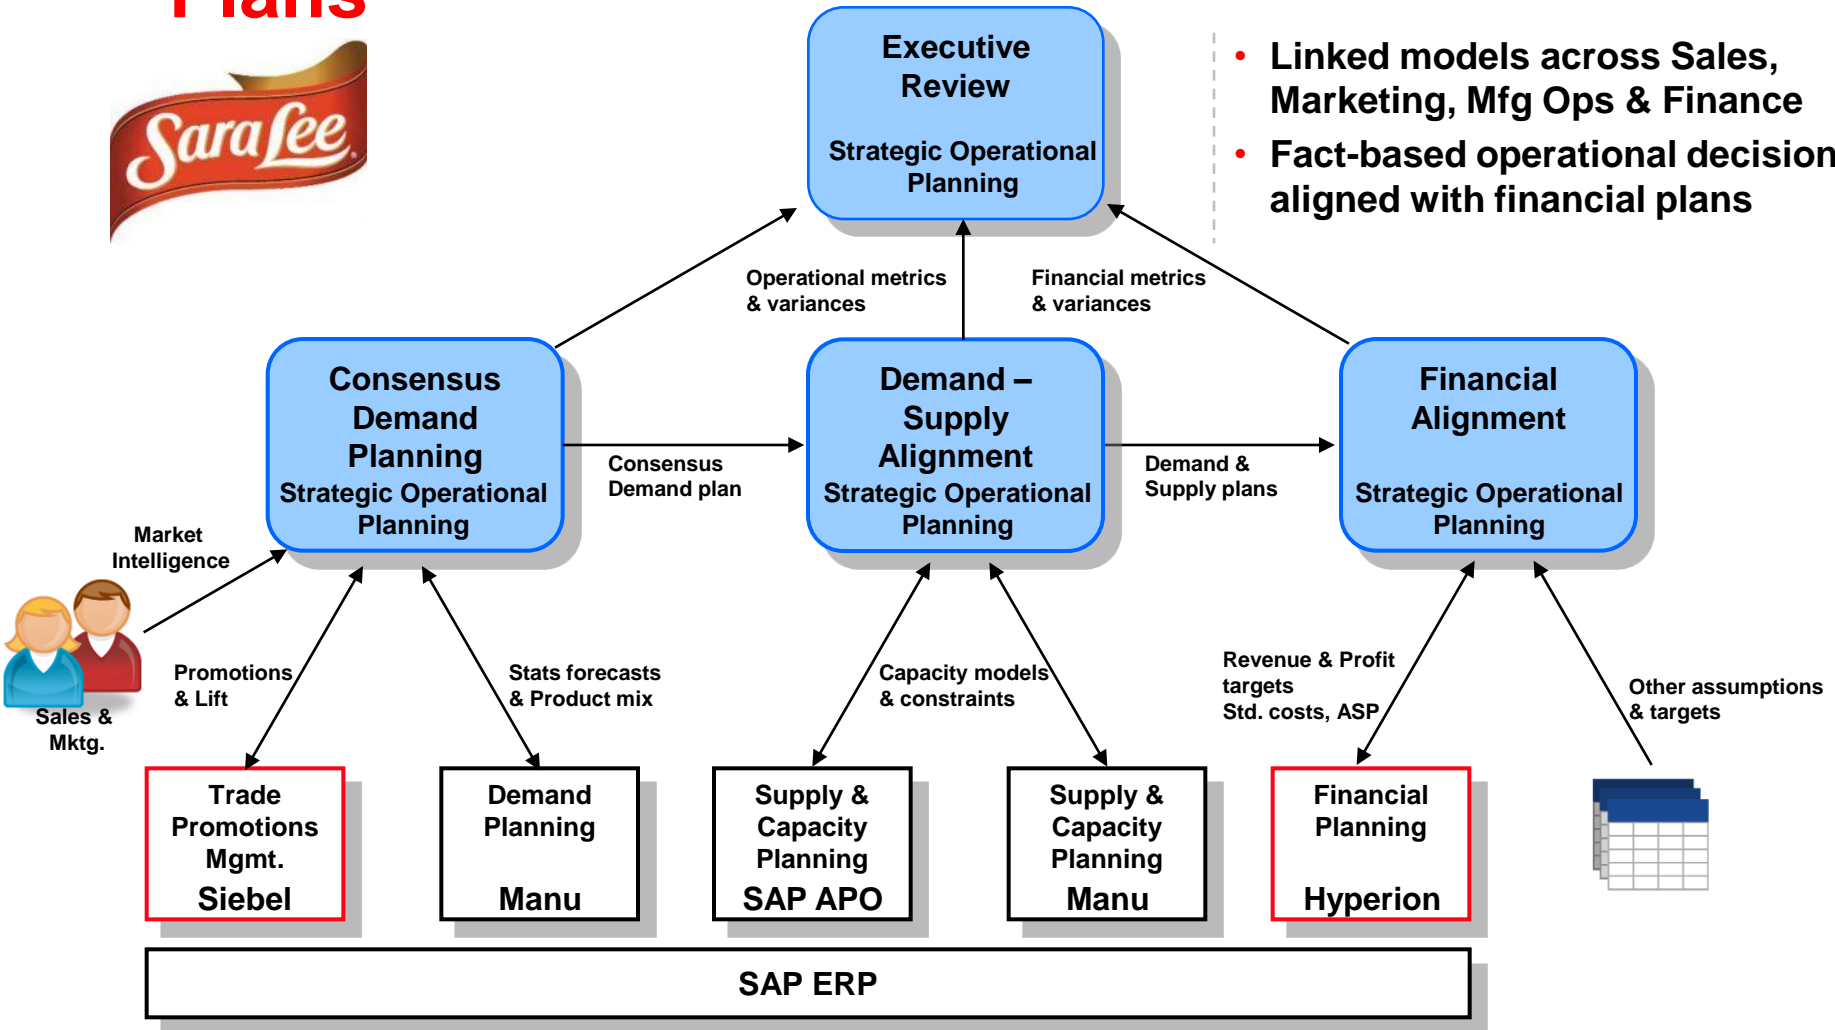 Plans
Sara Lee
Executive
Review
Strategic Operational
Planning
• Linked models across Sales,
Marketing, Mfg Ops & Finance
• Fact-based operational decision
aligned with financial plans
Operational metrics
& variances
Financial metrics
& variances
Consensus
Demand
Planning
Strategic Operational
Planning
Consensus
Demand plan
Demand –
Supply
Alignment
Strategic Operational
Planning
Demand &
Supply plans
Financial
Alignment
Strategic Operational
Planning
Market
Intelligence
Sales &
Mktg.
Promotions
& Lift
Stats forecasts
& Product mix
Capacity models
& constraints
Revenue & Profit
targets
Std. costs, ASP
Other assumptions
& targets
Trade
Promotions
Mgmt.
Siebel
Demand
Planning
Manu
Supply &
Capacity
Planning
SAP APO
Supply &
Capacity
Planning
Manu
Financial
Planning
Hyperion
SAP ERP